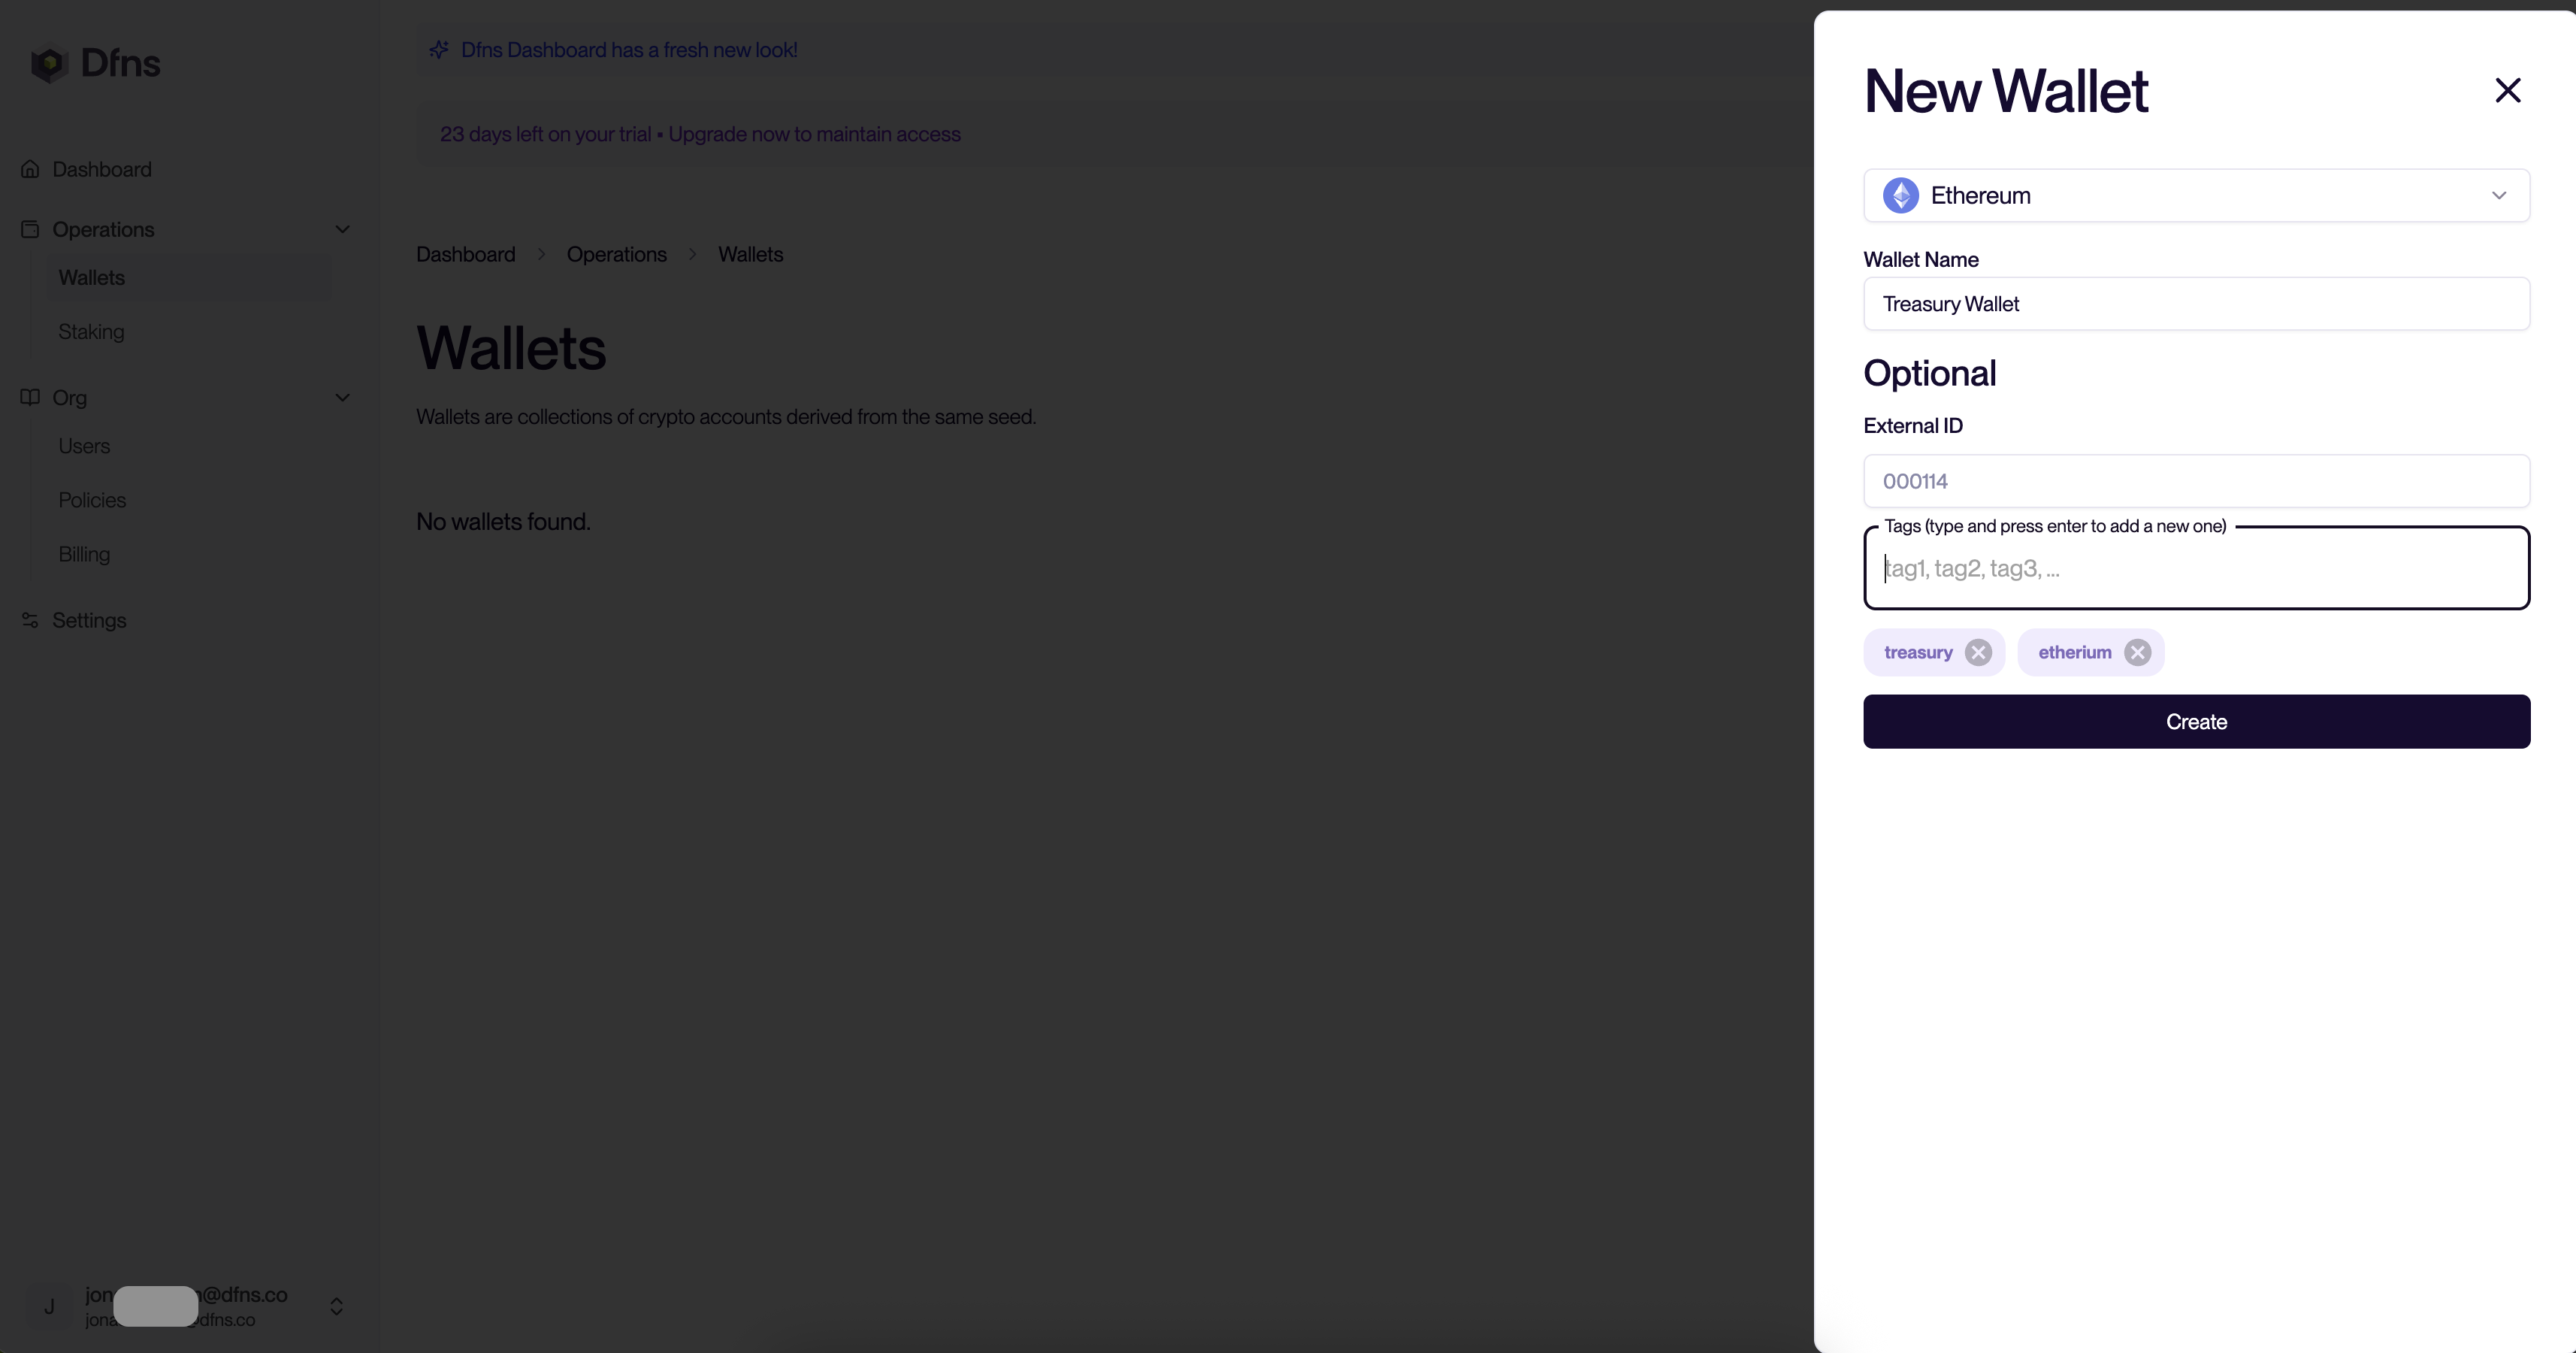 Dfns
Dashboard
Operations
Wallets
Staking
Org
Users
Policies
Billing
Settings
J
jon @dfns.co
jona dfns.co
Dfns Dashboard has a fresh new look!
23 days left on your trial • Upgrade now to maintain access
Dashboard > Operations > Wallets
Wallets
Wallets are collections of crypto accounts derived from the same seed.
No wallets found.
New Wallet
Ethereum
Wallet Name
Treasury Wallet
Optional
External ID
000114
Tags (type and press enter to add a new one)
tag1, tag2, tag3, ...
treasury etherium
Create